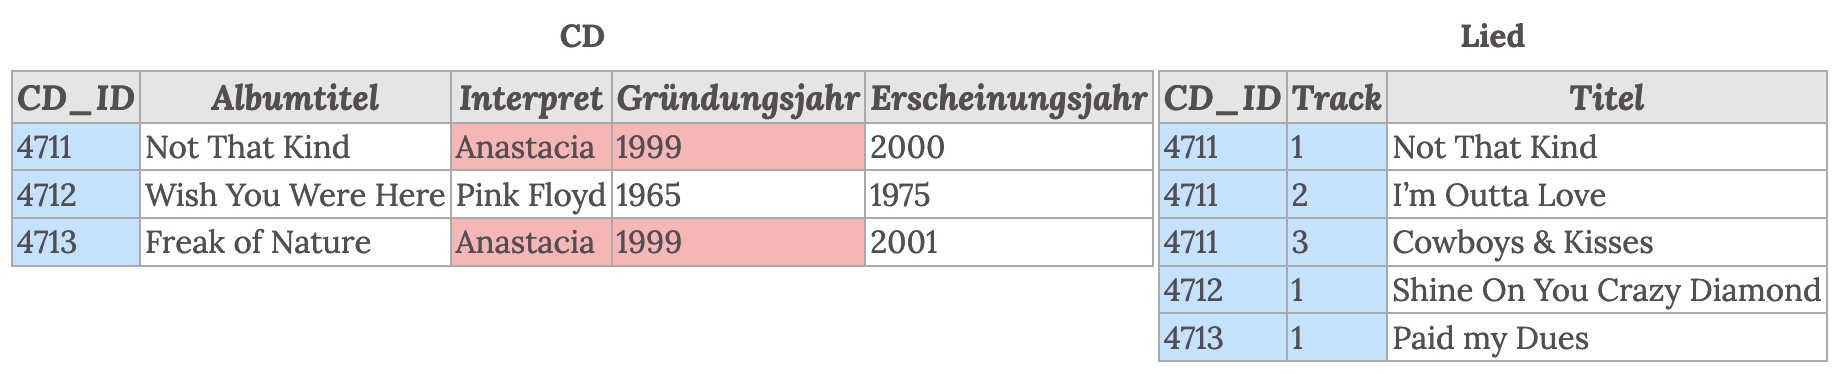 CD
CD_ID Albumtitel Interpret Gründungsjahr Erscheinungsjahr
4711 Not That Kind Anastacia 1999 2000
4712 Wish You Were Here Pink Floyd 1965 1975
4713 Freak of Nature Anastacia 1999 2001
Lied
CD_ID Track Titel
4711 1 Not That Kind
4711 2 I’m Outta Love
4711 3 Cowboys & Kisses
4712 1 Shine On You Crazy Diamond
4713 1 Paid my Dues